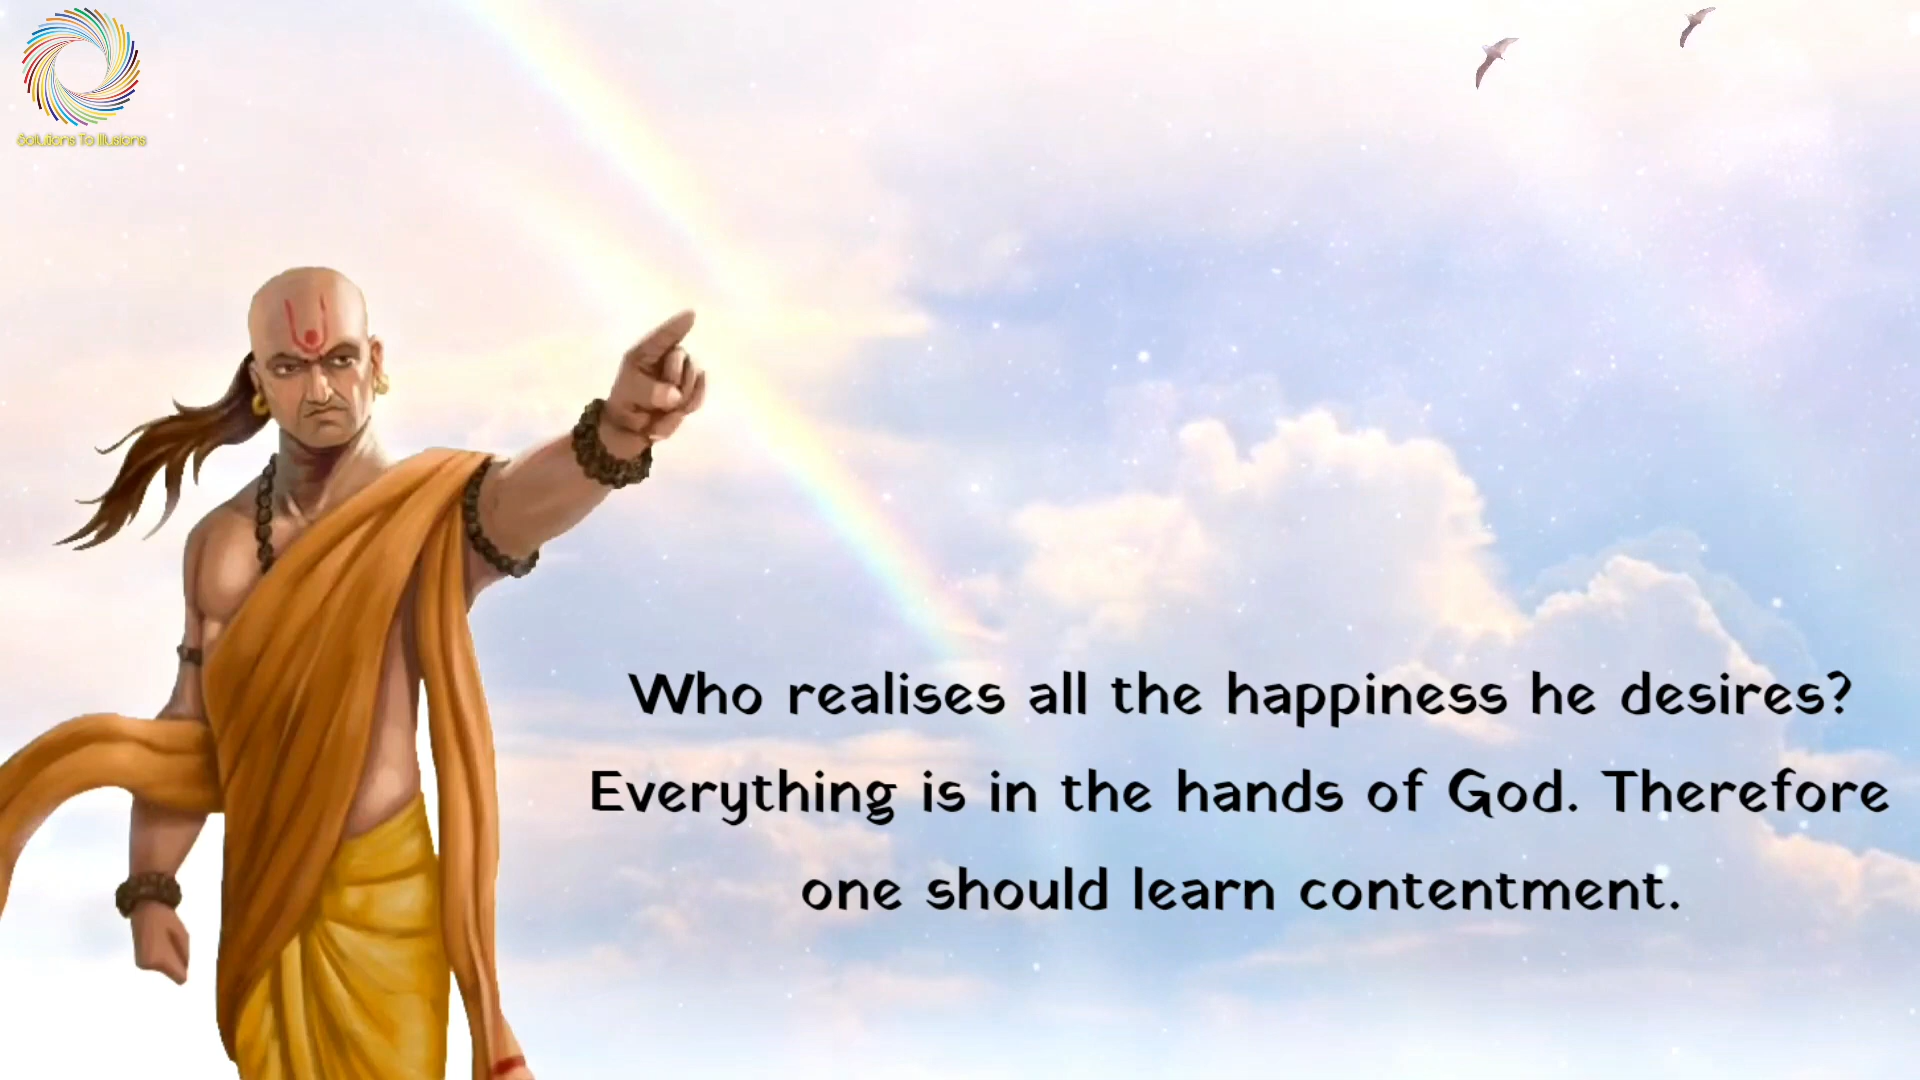 Solutions To Illusions
Who realises all the happiness he desires?
Everything is in the hands of God. Therefore
one should learn contentment.